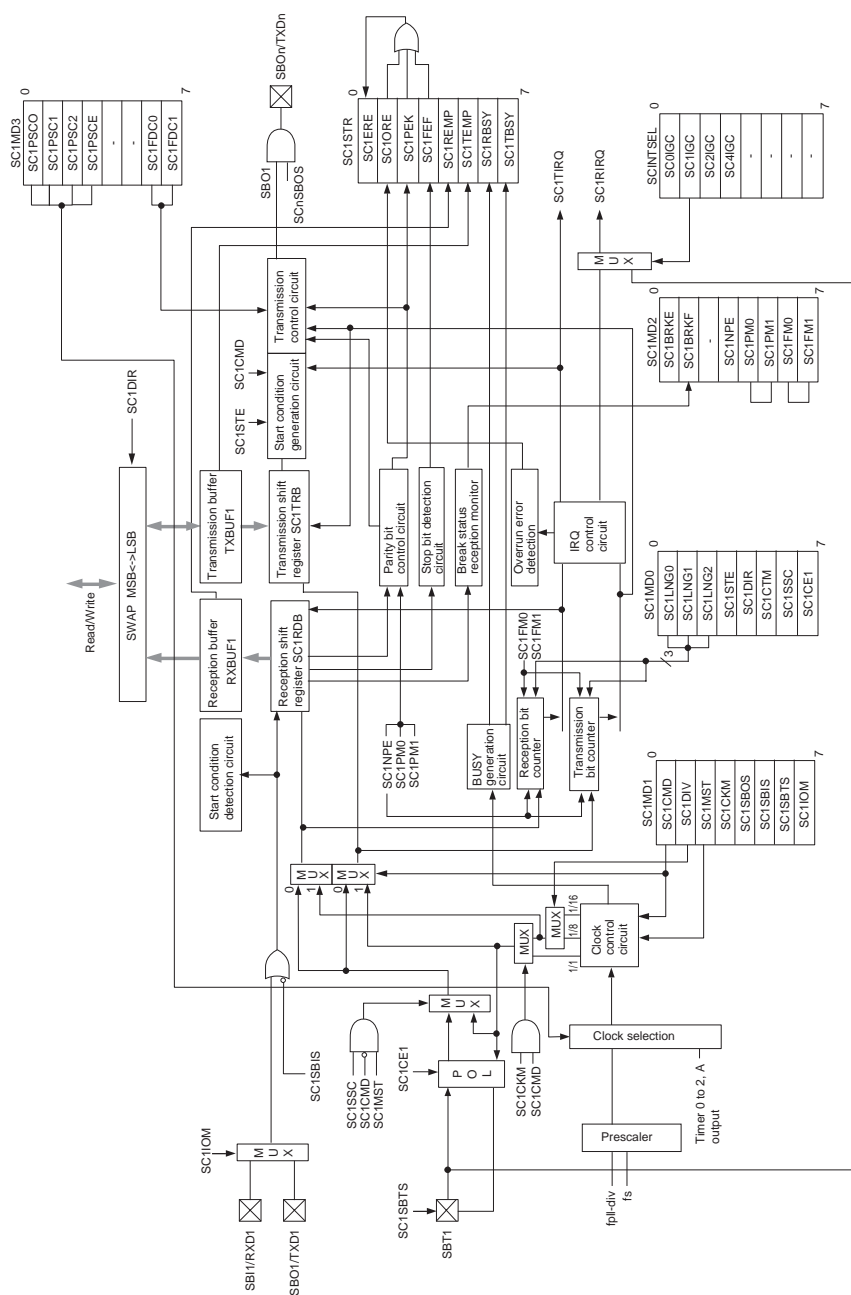 SC1MD3
0
SC1PSC0
SC1PSC1
SC1PSC2
SC1PSCE
-
-
SC1FDC0
SC1FDC1
7
SBOn/TXDn
SBO1
SCnSBOS
SC1STR
0
SC1ERE
SC1ORE
SC1PEK
SC1FEF
SC1REMP
SC1TEMP
SC1RBSY
SC1TBSY
7
SC1TIRQ
SC1RIRQ
M U X
SCINTSEL
0
SC0IGC
SC1IGC
SC2IGC
SC4IGC
-
-
-
-
7
SC1MD2
0
SC1BRKE
SC1BRKF
-
SC1NPE
SC1PM0
SC1PM1
SC1FM0
SC1FM1
7
SC1DIR
Read/Write
SWAP MSB<->LSB
SC1STE
SC1CMD
Start condition
generation circuit
Transmission
control circuit
Transmission buffer
TXBUF1
Transmission shift
register SC1TRB
Reception buffer
RXBUF1
Reception shift
register SC1RDB
Start condition
detection circuit
Parity bit
control circuit
Stop bit detection
circuit
Break status
reception monitor
Overrun error
detection
IRQ
control
circuit
SC1NPE
SC1PM0
SC1PM1
SC1FM0
SC1FM1
BUSY
generation
circuit
Reception bit
counter
Transmission
bit counter
3
SC1MD0
0
SC1LNG0
SC1LNG1
SC1LNG2
SC1STE
SC1DIR
SC1CTM
SC1SSC
SC1CE1
7
SC1MD1
0
SC1CMD
SC1DIV
SC1MST
SC1CKM
SC1SBOS
SC1SBIS
SC1SBTS
SC1IOM
7
0
M U X
1
0
M U X
1
MUX
MUX
1/1
1/8
1/16
Clock
control
circuit
SC1SBIS
SC1SSC
SC1CMD
SC1MST
M U X
SC1CE1
P O L
SC1CKM
SC1CMD
Clock selection
Timer 0 to 2, A
output
Prescaler
fpll-div
fs
SC1IOM
M U X
SBI1/RXD1
SBO1/TXD1
SC1SBTS
SBT1